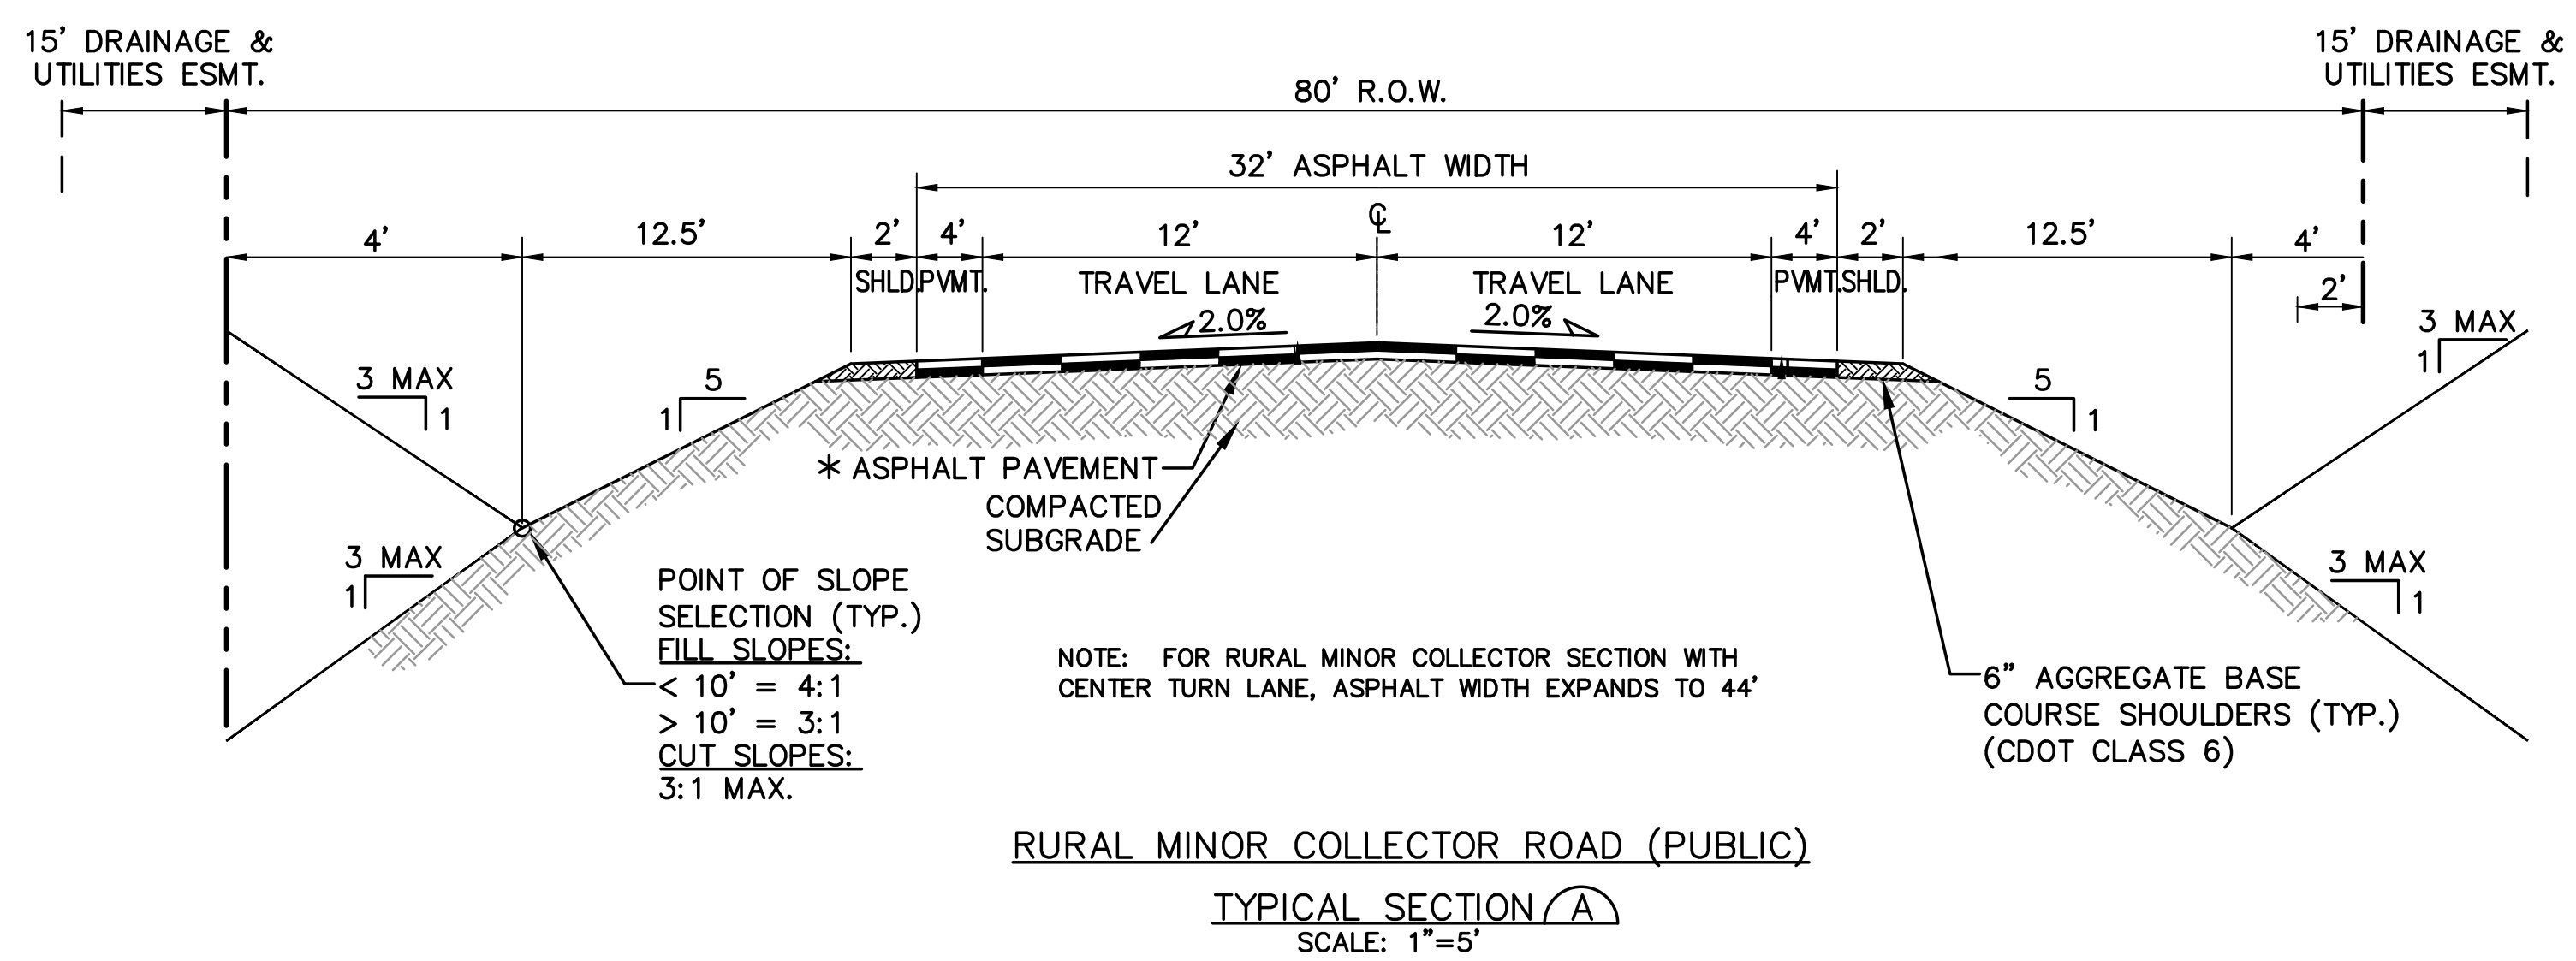 15' DRAINAGE &
UTILITIES ESMT.
15' DRAINAGE &
UTILITIES ESMT.
80' R.O.W.
32' ASPHALT WIDTH
℄
4' 12.5' 2' 4' 12' 12' 4' 2' 12.5' 4'
SHLD. PVMT. TRAVEL LANE TRAVEL LANE PVMT. SHLD.
2'
2.0% 2.0%
3 MAX
1
3 MAX
1
5
1
5
1
* ASPHALT PAVEMENT
COMPACTED
SUBGRADE
3 MAX
1
3 MAX
1
POINT OF SLOPE
SELECTION (TYP.)
FILL SLOPES:
< 10' = 4:1
> 10' = 3:1
CUT SLOPES:
3:1 MAX.
NOTE: FOR RURAL MINOR COLLECTOR SECTION WITH
CENTER TURN LANE, ASPHALT WIDTH EXPANDS TO 44'
6" AGGREGATE BASE
COURSE SHOULDERS (TYP.)
(CDOT CLASS 6)
RURAL MINOR COLLECTOR ROAD (PUBLIC)
TYPICAL SECTION A
SCALE: 1"=5'